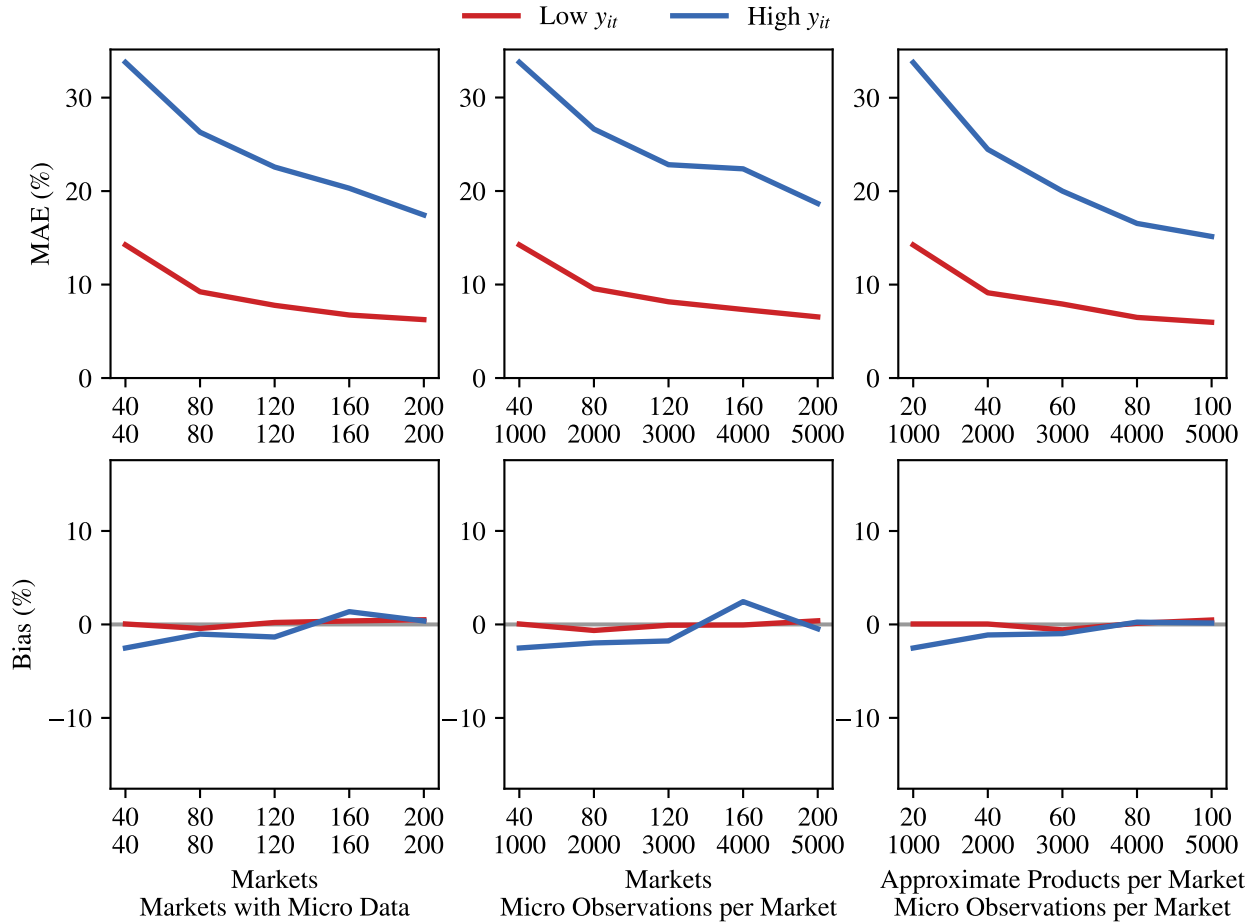 Low y_it High y_it
MAE (%)
30
20
10
0
40 80 120 160 200
40 80 120 160 200
30
20
10
0
40 80 120 160 200
1000 2000 3000 4000 5000
30
20
10
0
20 40 60 80 100
1000 2000 3000 4000 5000
Bias (%)
10
0
−10
40 80 120 160 200
40 80 120 160 200
Markets
Markets with Micro Data
10
0
−10
40 80 120 160 200
1000 2000 3000 4000 5000
Markets
Micro Observations per Market
10
0
−10
20 40 60 80 100
1000 2000 3000 4000 5000
Approximate Products per Market
Micro Observations per Market